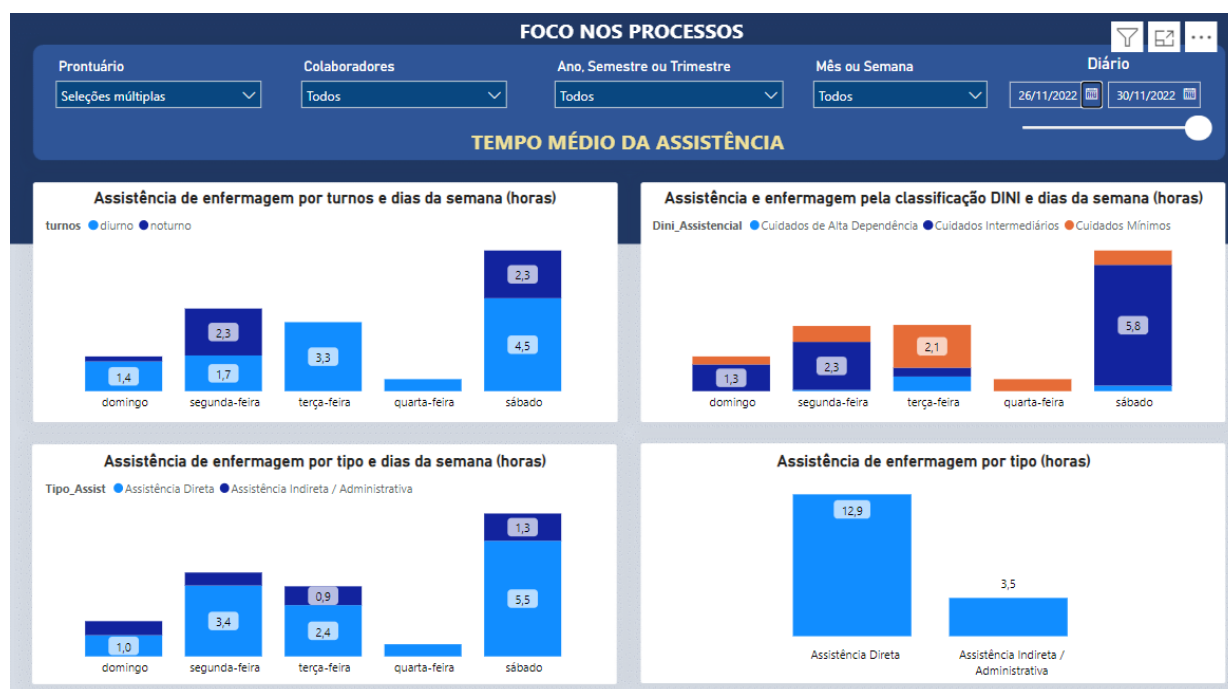 FOCO NOS PROCESSOS
Prontuário
Colaboradores
Ano, Semestre ou Trimestre
Mês ou Semana
Diário
Seleções múltiplas
Todos
Todos
Todos
26/11/2022
30/11/2022
TEMPO MÉDIO DA ASSISTÊNCIA
Assistência de enfermagem por turnos e dias da semana (horas)
turnos diurno noturno
2,3
2,3
4,5
3,3
1,7
1,4
domingo segunda-feira terça-feira quarta-feira sábado
Assistência e enfermagem pela classificação DINI e dias da semana (horas)
Dini_Assistencial Cuidados de Alta Dependência Cuidados Intermediários Cuidados Mínimos
5,8
2,1
2,3
1,3
domingo segunda-feira terça-feira quarta-feira sábado
Assistência de enfermagem por tipo e dias da semana (horas)
Tipo_Assist Assistência Direta Assistência Indireta / Administrativa
1,3
0,9
5,5
3,4
2,4
1,0
domingo segunda-feira terça-feira quarta-feira sábado
Assistência de enfermagem por tipo (horas)
12,9
3,5
Assistência Direta
Assistência Indireta /
Administrativa